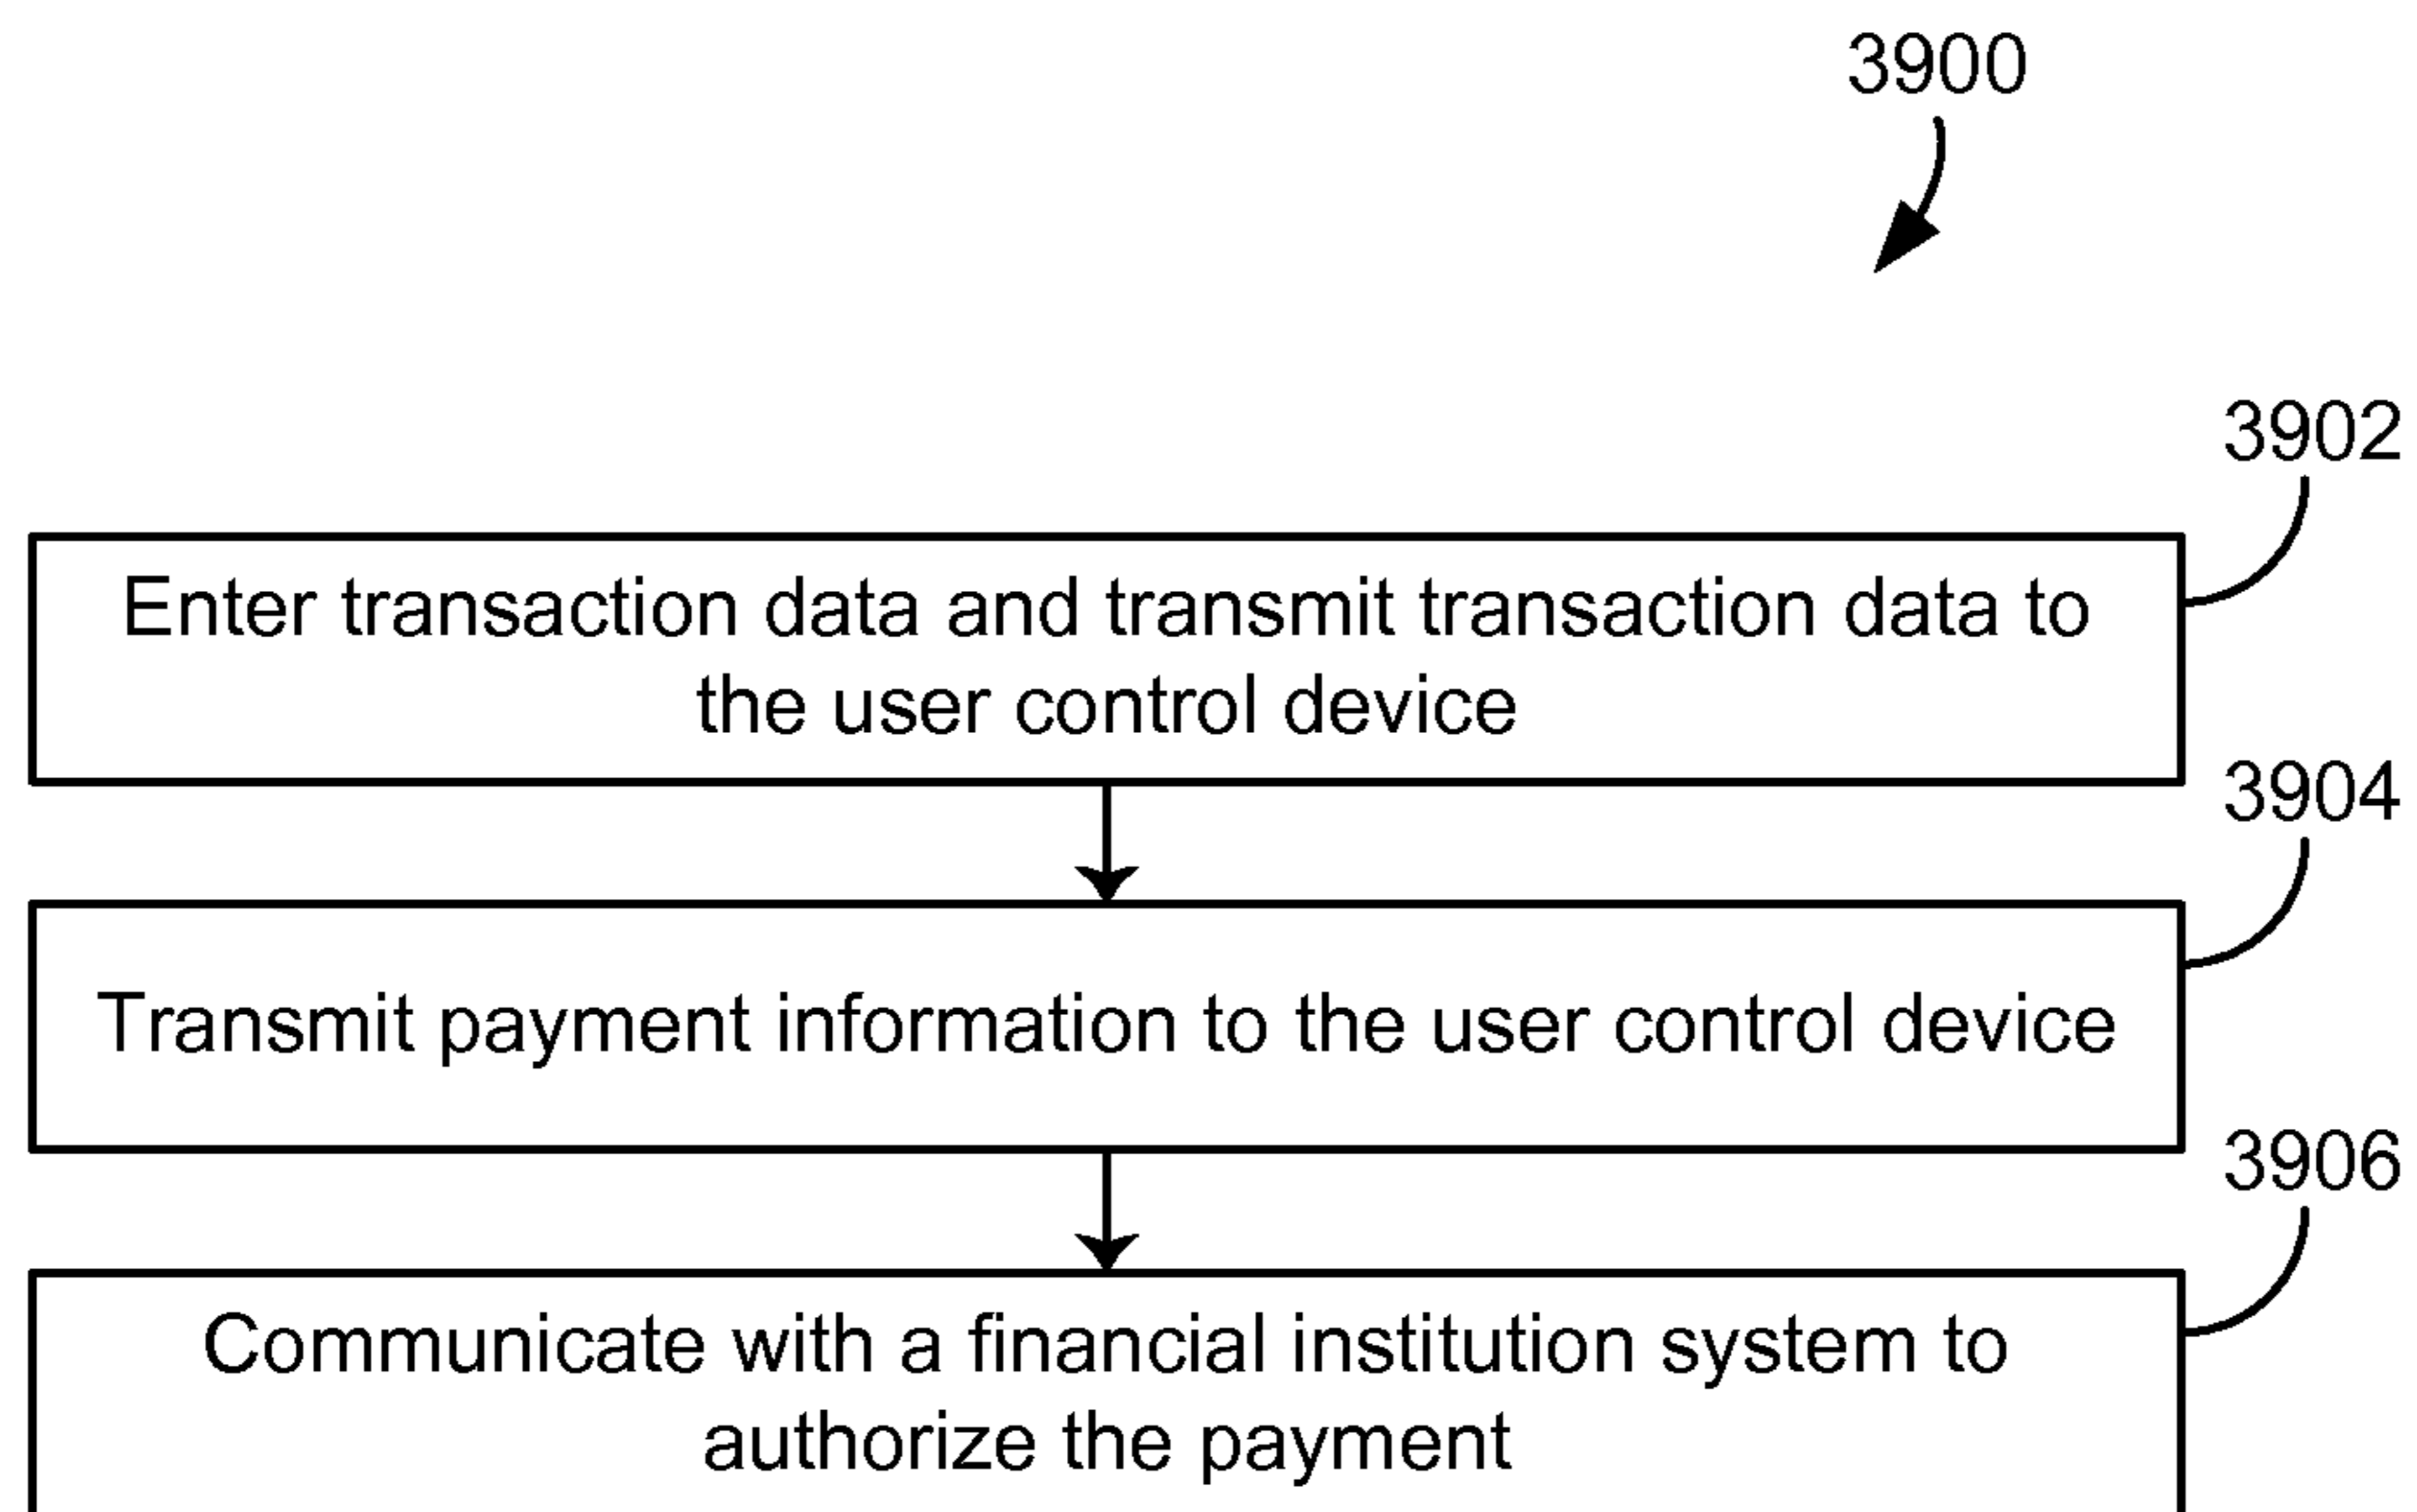 3900
3902
Enter transaction data and transmit transaction data to
the user control device
3904
Transmit payment information to the user control device
3906
Communicate with a financial institution system to
authorize the payment